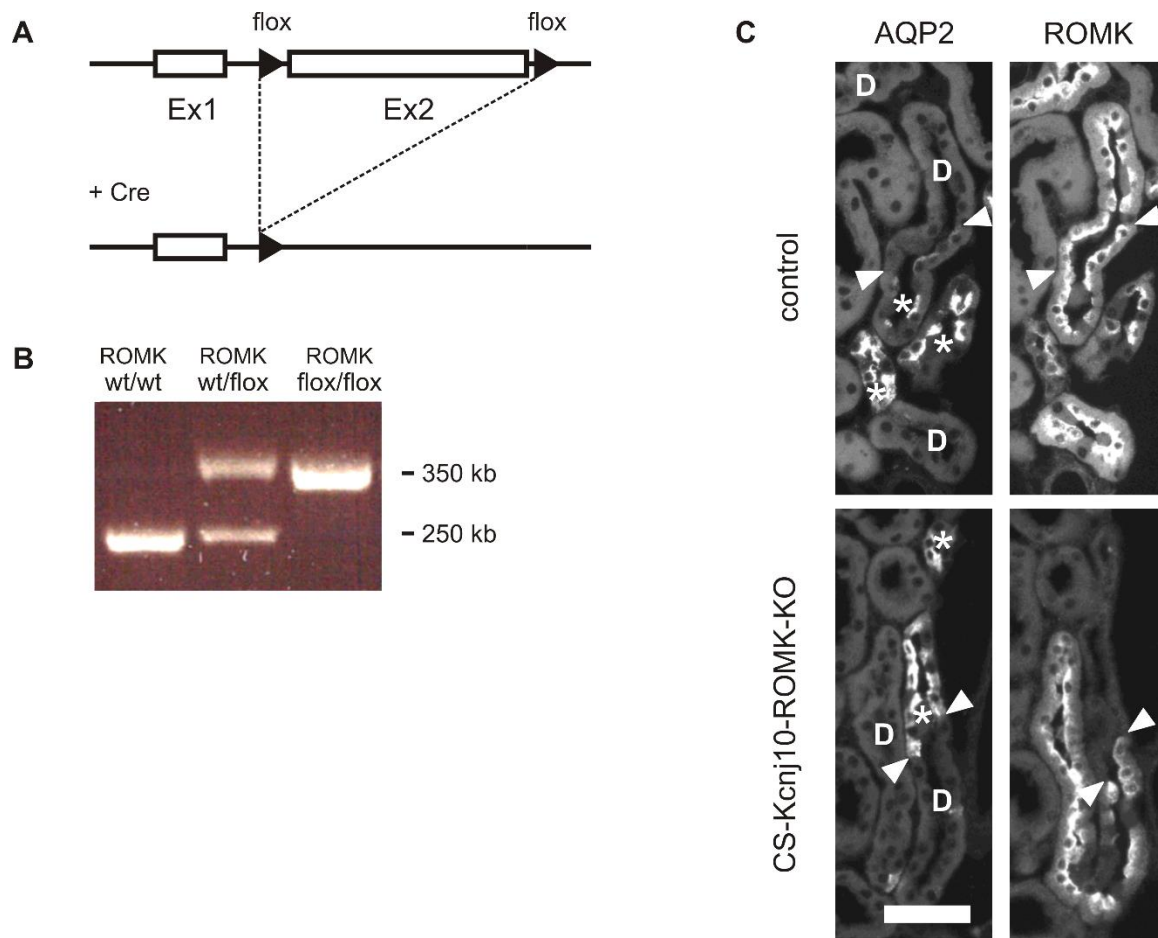 A
flox
flox
Ex1
Ex2
+ Cre
B
ROMK
wt/wt
ROMK
wt/flox
ROMK
flox/flox
- 350 kb
- 250 kb
C
AQP2
ROMK
control
D
D
*
*
*
D
CS-Kcnj10-ROMK-KO
*
*
D
D